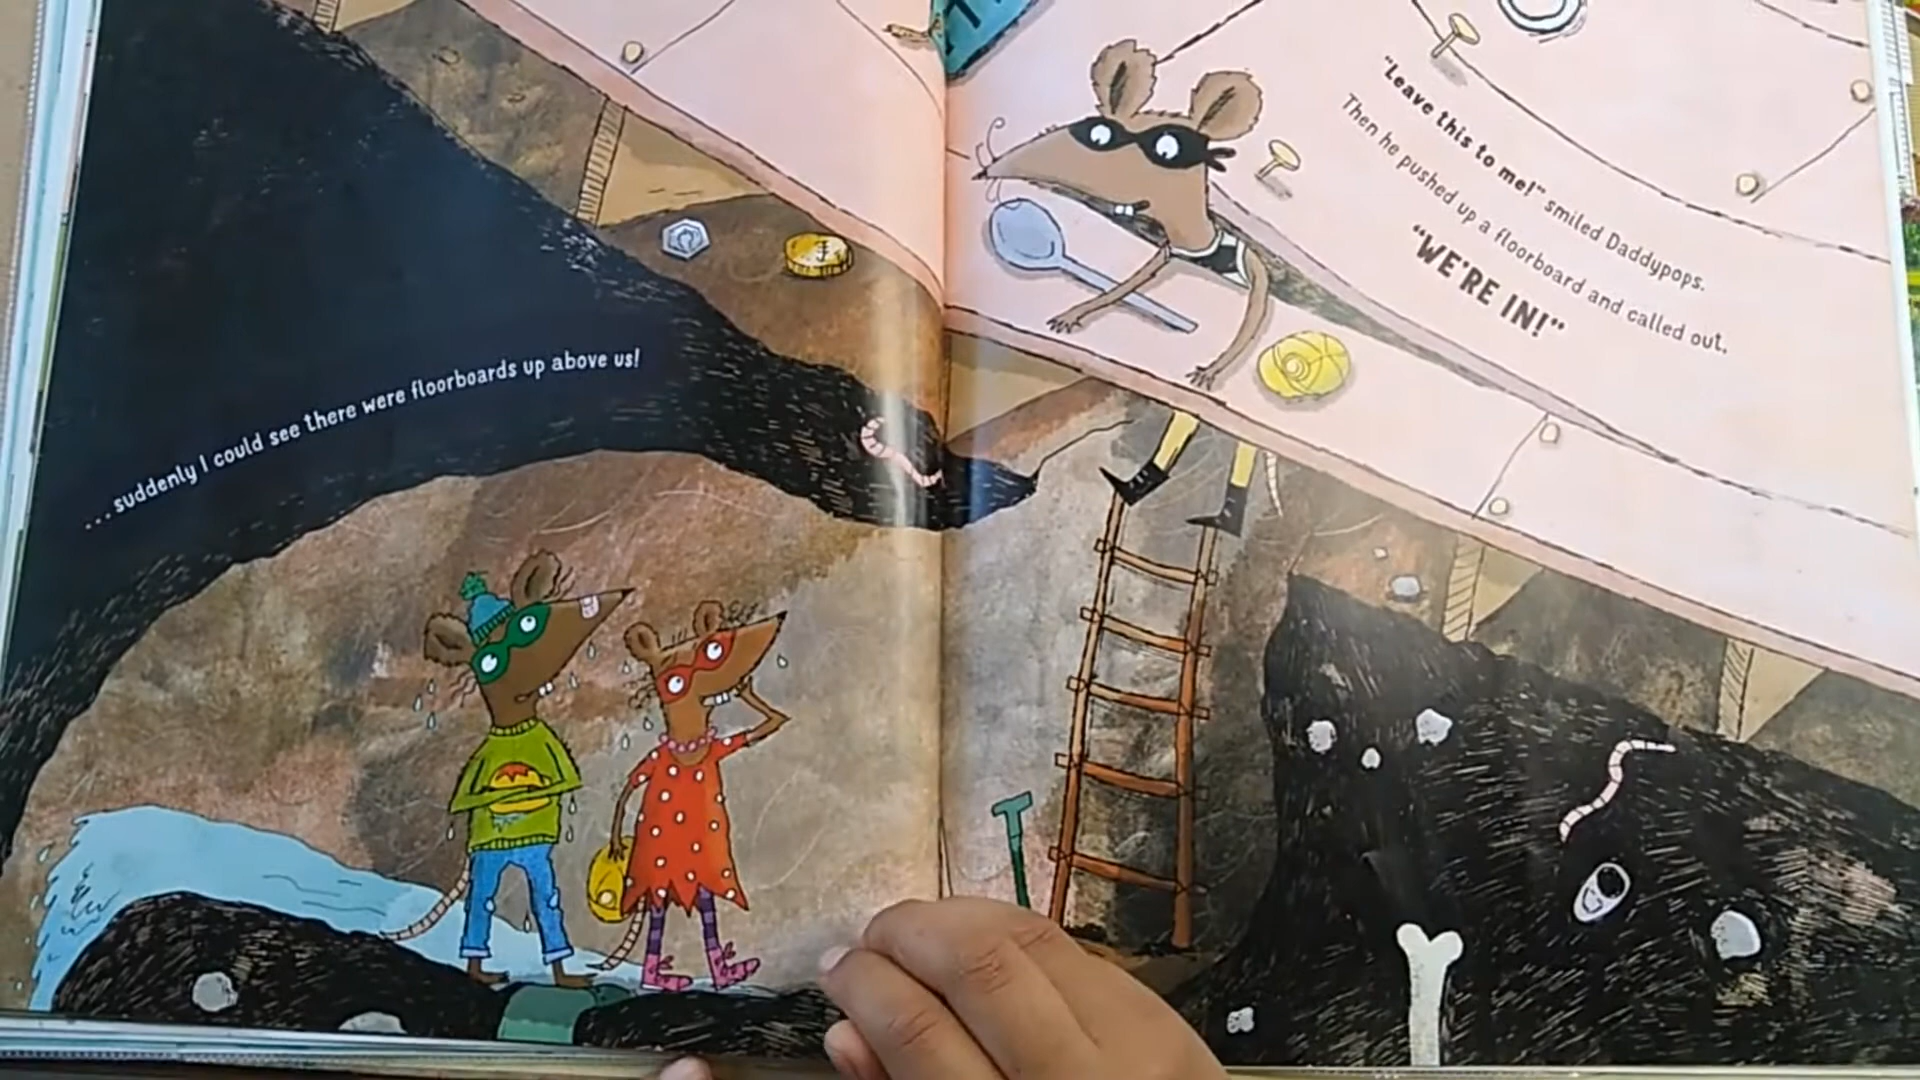 ...suddenly I could see there were floorboards up above us!
"Leave this to me!" smiled Daddypops.
Then he pushed up a floorboard and called out,
"WE'RE IN!"